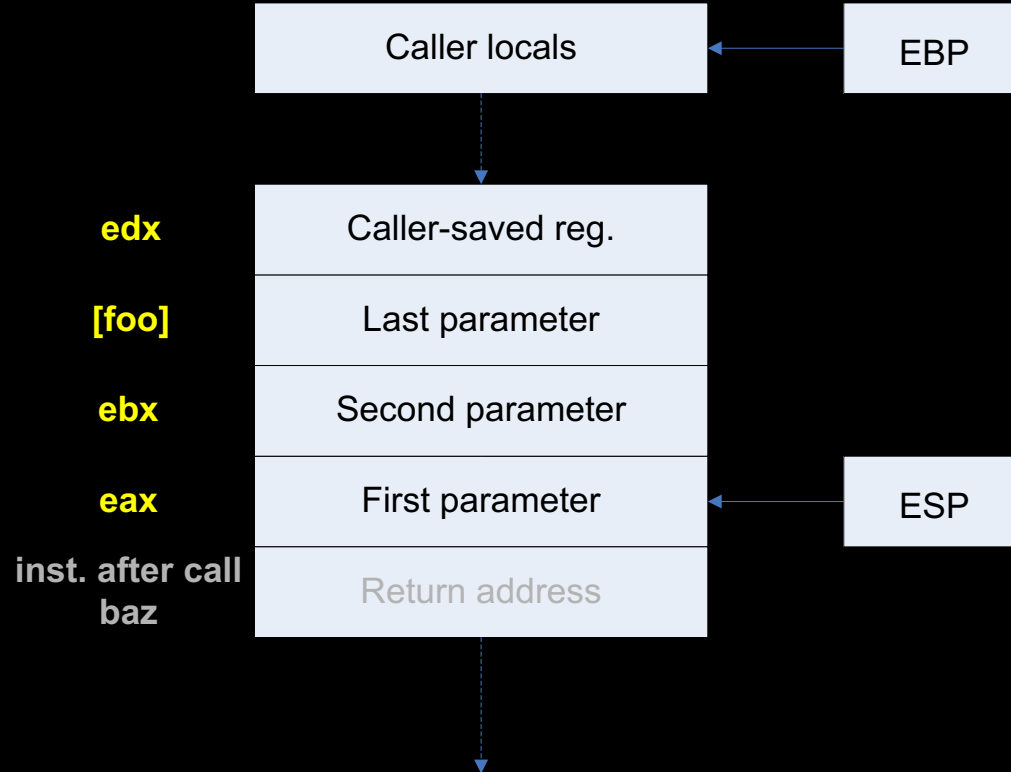 Caller locals
EBP
edx
Caller-saved reg.
[foo]
Last parameter
ebx
Second parameter
eax
First parameter
ESP
inst. after call
baz
Return address